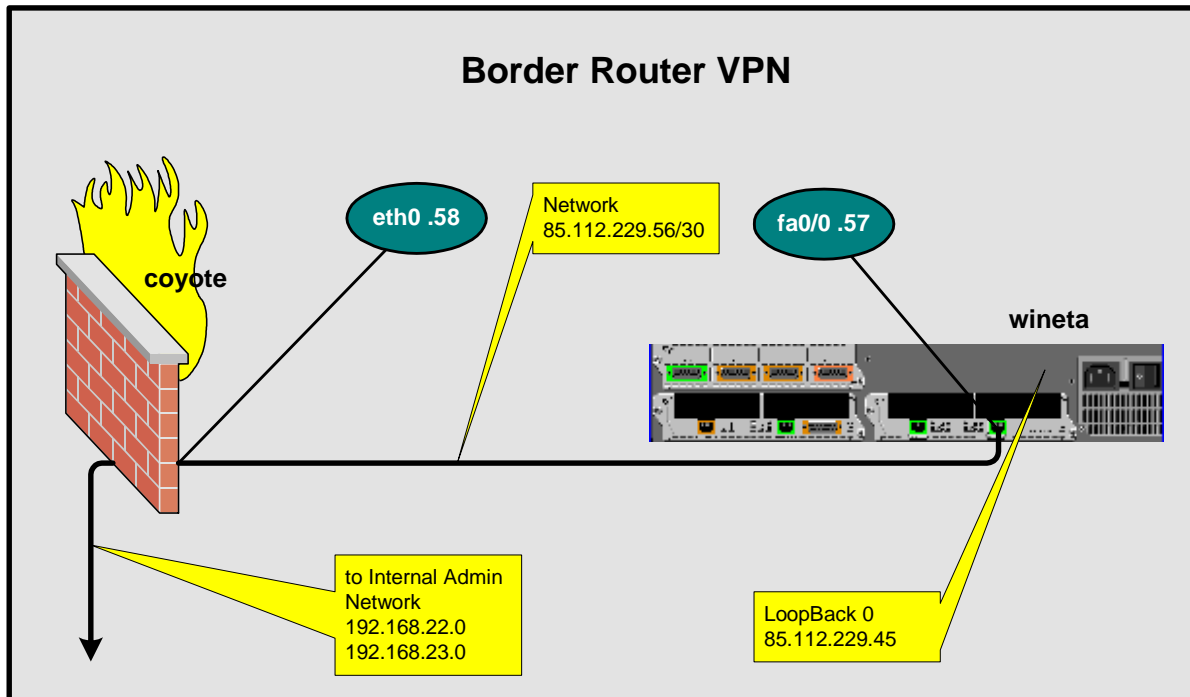 Border Router VPN
eth0 .58
Network
85.112.229.56/30
fa0/0 .57
coyote
wineta
to Internal Admin
Network
192.168.22.0
192.168.23.0
LoopBack 0
85.112.229.45